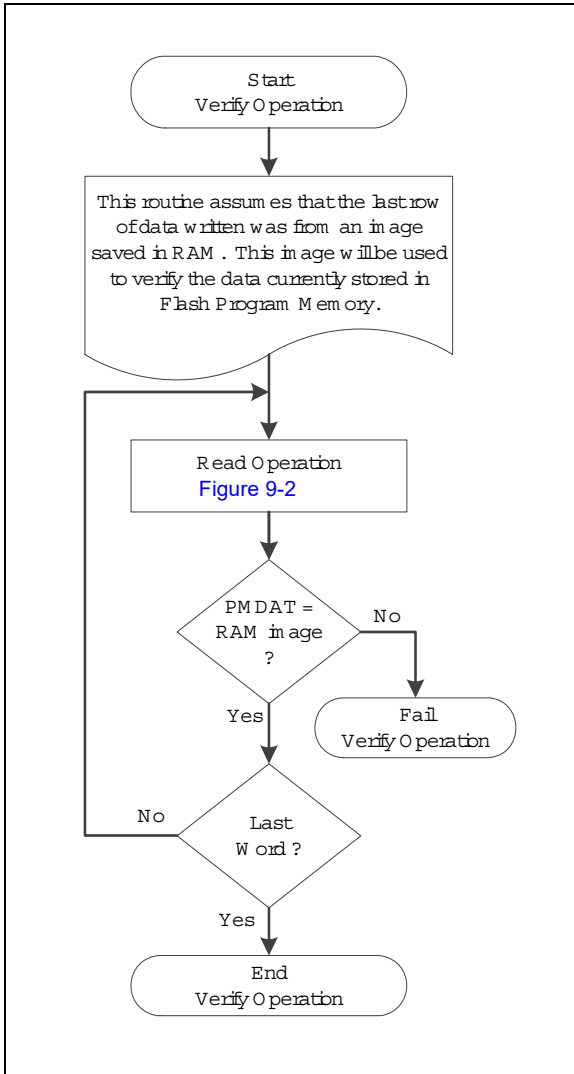 Start
Verify Operation
This routine assumes that the last row
of data written was from an image
saved in RAM. This image will be used
to verify the data currently stored in
Flash Program Memory.
Read Operation
Figure 9-2
PMDAT =
RAM image
?
No
Fail
Verify Operation
Yes
Last
Word ?
No
Yes
End
Verify Operation